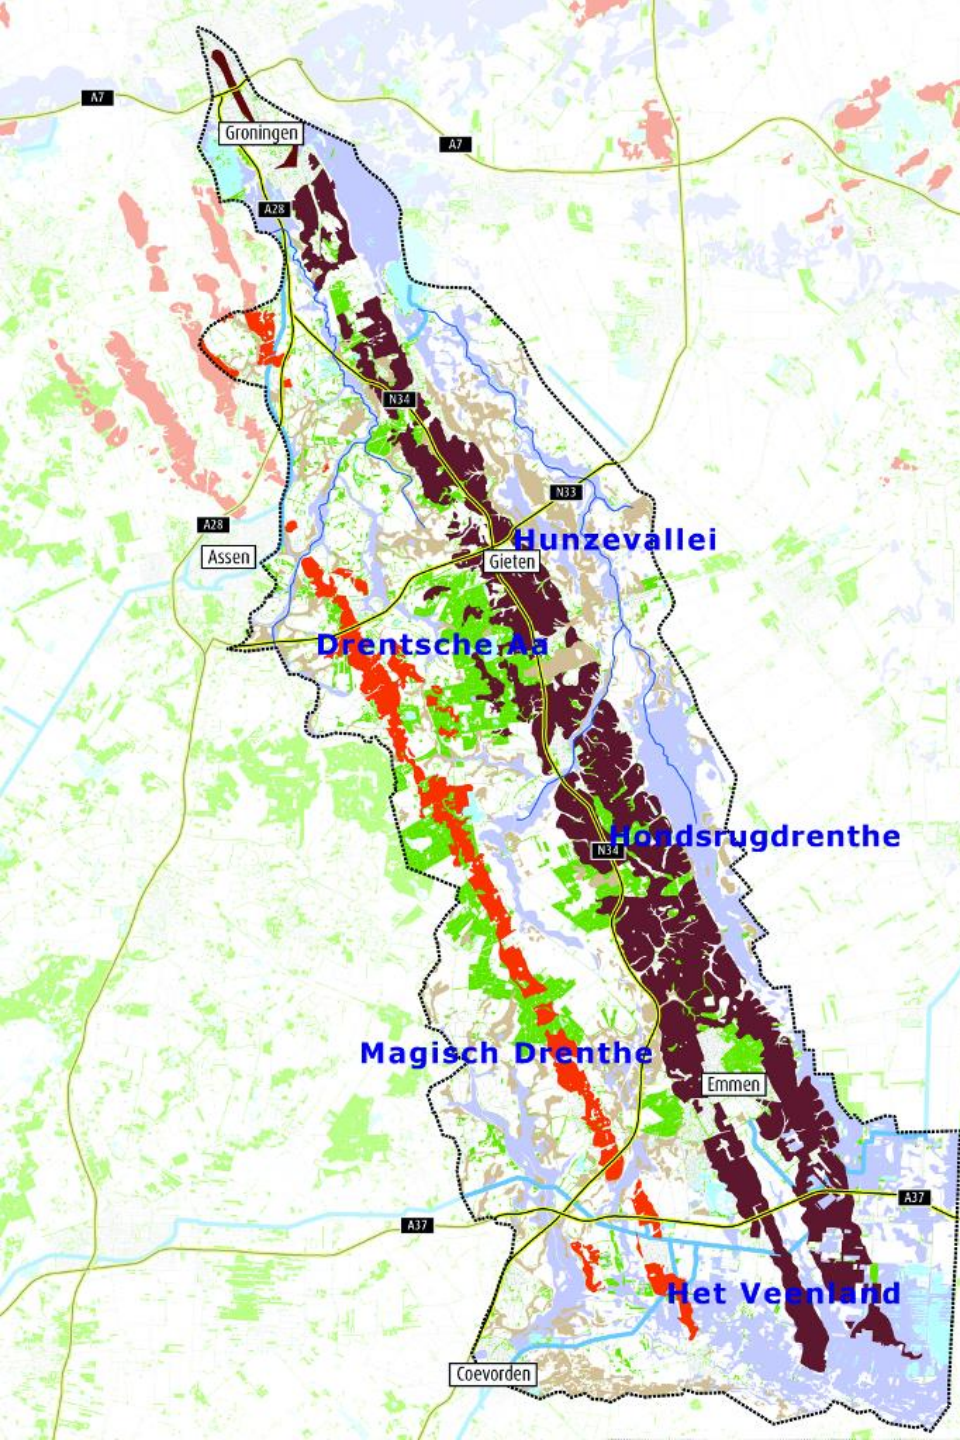 A7
Groningen
A7
A28
N34
N33
A28
Hunzevallei
Assen
Gieten
Drentsche Aa
Hondsrugdrenthe
N34
Magisch Drenthe
Emmen
A37
A37
Het Veenland
Coevorden